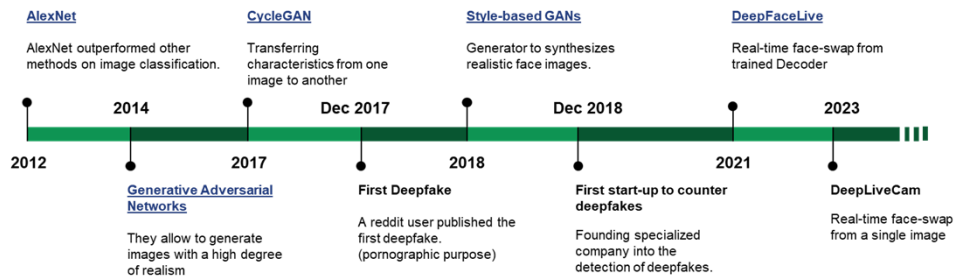 AlexNet
AlexNet outperformed other
methods on image classification.
CycleGAN
Transferring
characteristics from one
image to another
Style-based GANs
Generator to synthesizes
realistic face images.
DeepFaceLive
Real-time face-swap from
trained Decoder
2014
Dec 2017
Dec 2018
2023
2012
2017
2018
2021
Generative Adversarial
Networks
They allow to generate
images with a high degree
of realism
First Deepfake
A reddit user published the
first deepfake.
(pornographic purpose)
First start-up to counter
deepfakes
Founding specialized
company into the
detection of deepfakes.
DeepLiveCam
Real-time face-swap
from a single image